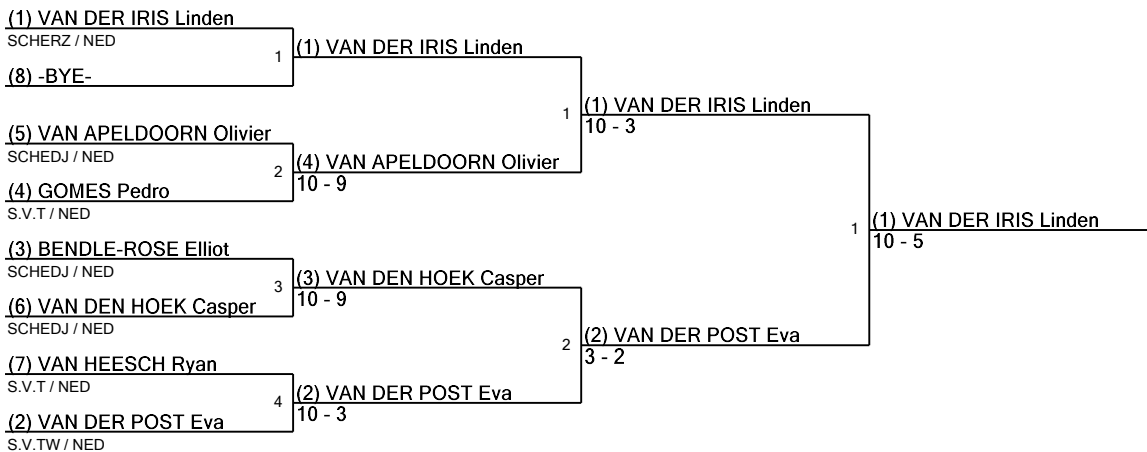 (1) VAN DER IRIS Linden
SCHERZ / NED
1
(1) VAN DER IRIS Linden
(8) -BYE-
1
(1) VAN DER IRIS Linden
10 - 3
(5) VAN APELDOORN Olivier
SCHEDJ / NED
2
(4) VAN APELDOORN Olivier
10 - 9
(4) GOMES Pedro
S.V.T / NED
1
(1) VAN DER IRIS Linden
10 - 5
(3) BENDLE-ROSE Elliot
SCHEDJ / NED
3
(3) VAN DEN HOEK Casper
10 - 9
(6) VAN DEN HOEK Casper
SCHEDJ / NED
2
(2) VAN DER POST Eva
3 - 2
(7) VAN HEESCH Ryan
S.V.T / NED
4
(2) VAN DER POST Eva
10 - 3
(2) VAN DER POST Eva
S.V.TW / NED